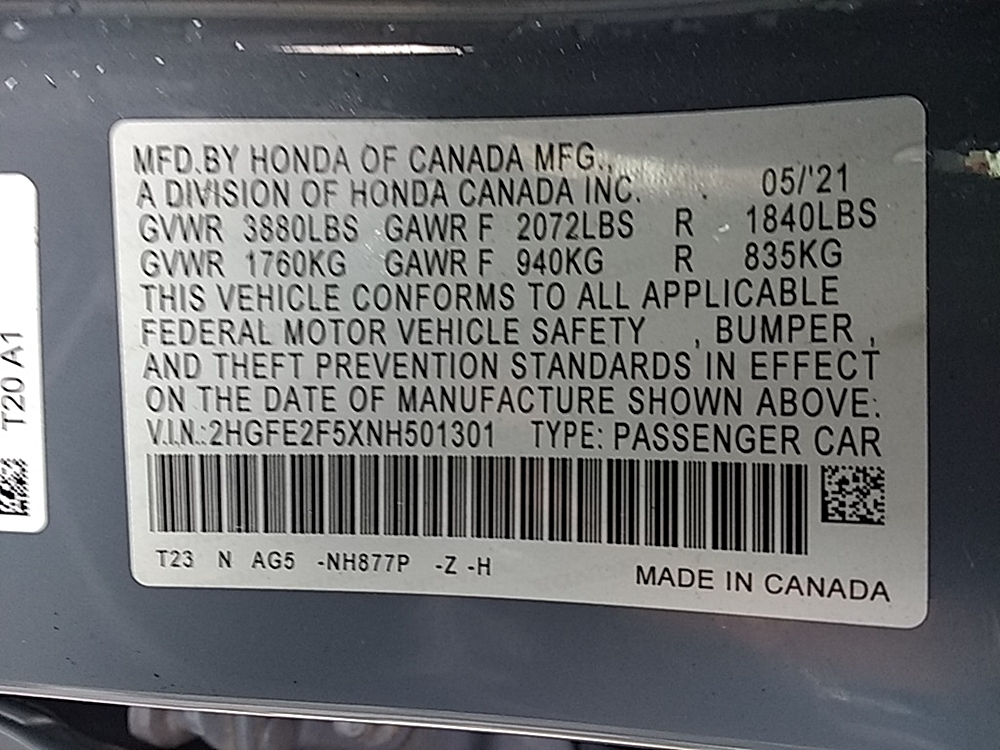 MFD.BY HONDA OF CANADA MFG.,
A DIVISION OF HONDA CANADA INC. 05/'21
GVWR 3880LBS GAWR F 2072LBS R 1840LBS
GVWR 1760KG GAWR F 940KG R 835KG
THIS VEHICLE CONFORMS TO ALL APPLICABLE
FEDERAL MOTOR VEHICLE SAFETY , BUMPER ,
AND THEFT PREVENTION STANDARDS IN EFFECT
ON THE DATE OF MANUFACTURE SHOWN ABOVE:
V.I.N.:2HGFE2F5XNH501301 TYPE: PASSENGER CAR
T23 N AG5 -NH877P -Z -H
MADE IN CANADA
T20 A1